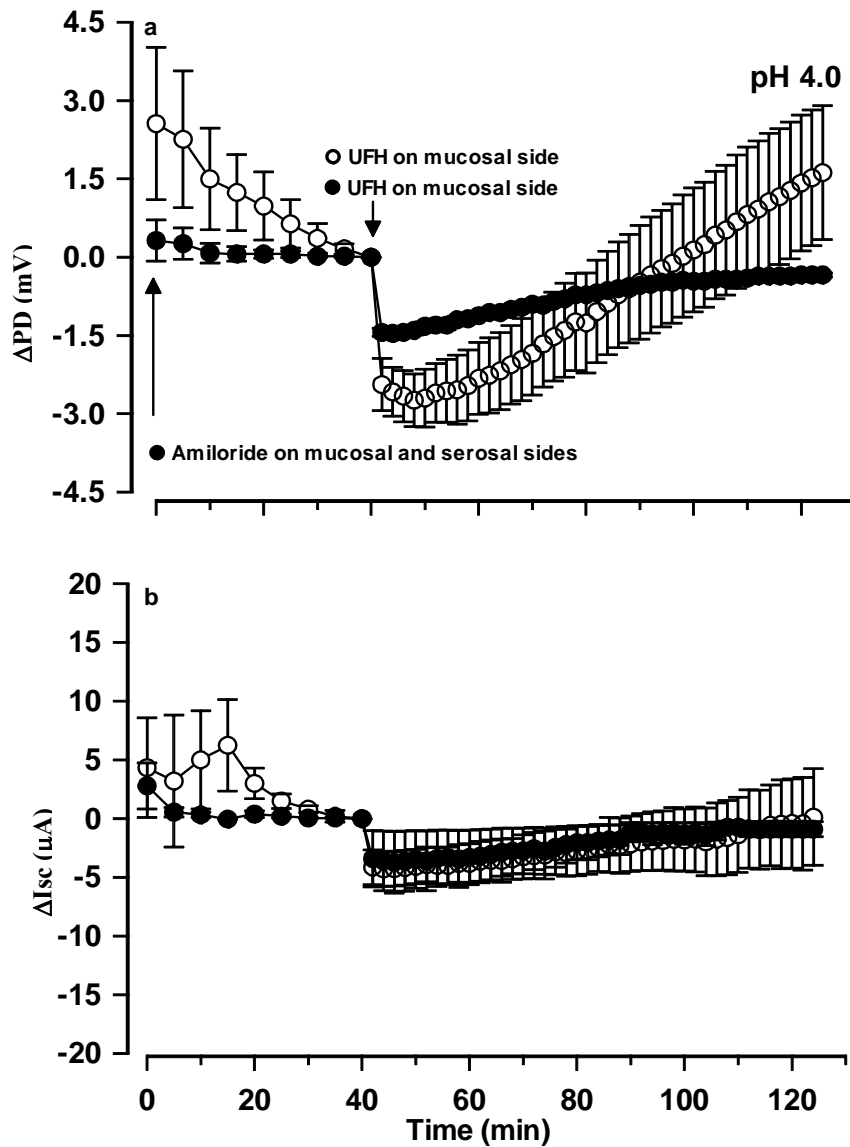 a
4.5
3.0
1.5
0.0
-1.5
-3.0
-4.5
ΔPD (mV)
pH 4.0
UFH on mucosal side
UFH on mucosal side
Amiloride on mucosal and serosal sides
b
20
15
10
5
0
-5
-10
-15
-20
ΔIsc (µA)
0 20 40 60 80 100 120
Time (min)